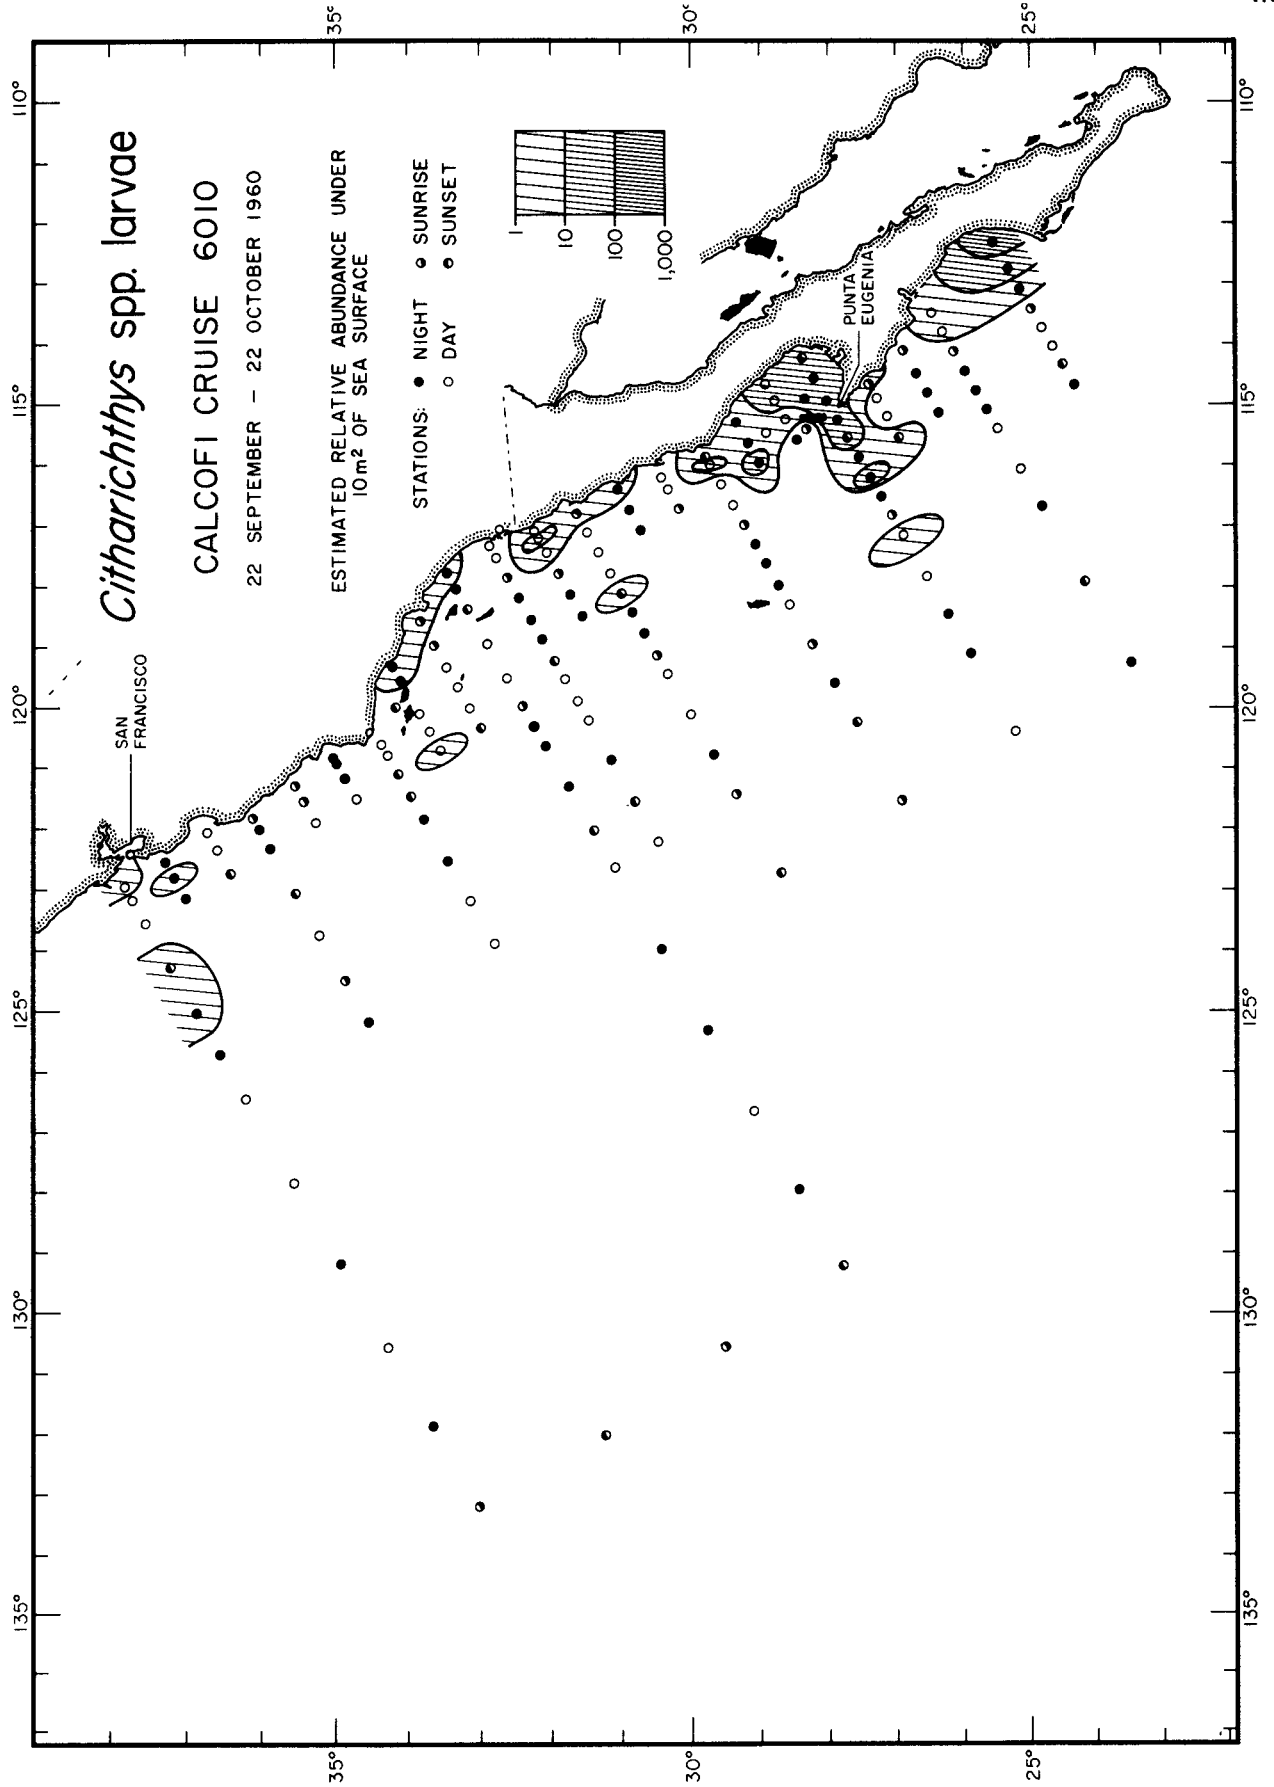 Citharichthys spp. larvae
CALCOFI CRUISE 6010
22 SEPTEMBER – 22 OCTOBER 1960
ESTIMATED RELATIVE ABUNDANCE UNDER
10m² OF SEA SURFACE
STATIONS: ● NIGHT ◐ SUNRISE
○ DAY ◐ SUNSET
1
10
100
1,000
SAN
FRANCISCO
PUNTA
EUGENIA
135°
130°
125°
120°
115°
110°
35°
30°
25°
35°
30°
25°
135°
130°
125°
120°
115°
110°